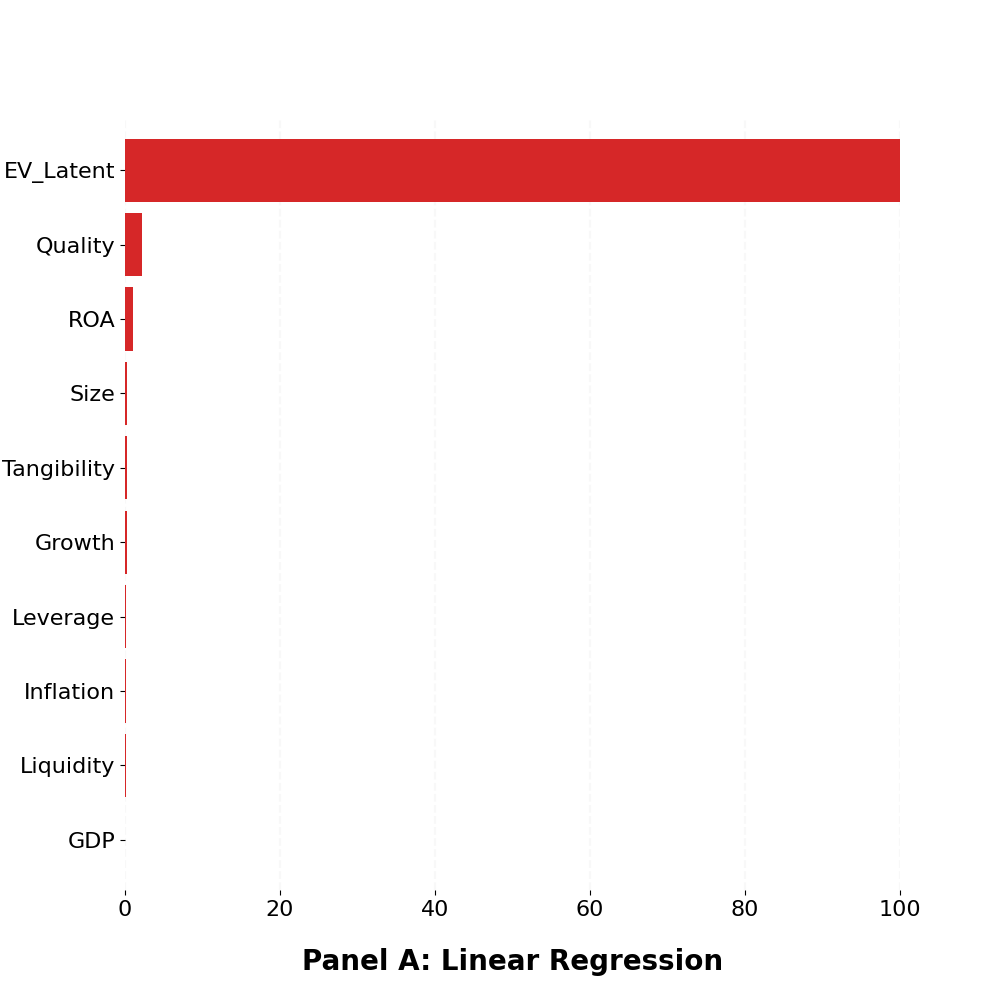 EV_Latent
Quality
ROA
Size
Tangibility
Growth
Leverage
Inflation
Liquidity
GDP
0 20 40 60 80 100
Panel A: Linear Regression